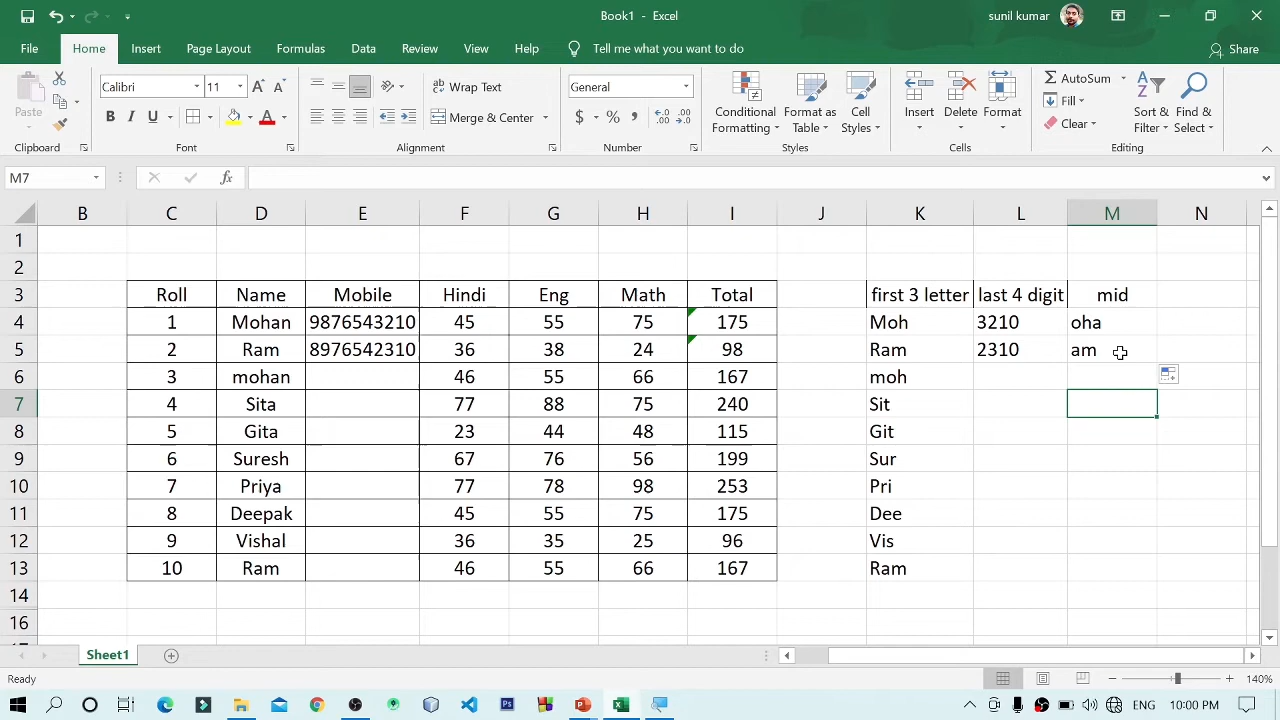 Book1 - Excel
sunil kumar
File Home Insert Page Layout Formulas Data Review View Help Tell me what you want to do Share
Paste
Calibri 11
B I U A
Wrap Text
Merge & Center
General
$ % ,
Conditional Formatting
Format as Table
Cell Styles
Insert Delete Format
AutoSum
Fill
Clear
Sort & Filter
Find & Select
Clipboard Font Alignment Number Styles Cells Editing
M7 fx
B C D E F G H I J K L M N
1
2
3 Roll Name Mobile Hindi Eng Math Total first 3 letter last 4 digit mid
4 1 Mohan 9876543210 45 55 75 175 Moh 3210 oha
5 2 Ram 8976542310 36 38 24 98 Ram 2310 am
6 3 mohan 46 55 66 167 moh
7 4 Sita 77 88 75 240 Sit
8 5 Gita 23 44 48 115 Git
9 6 Suresh 67 76 56 199 Sur
10 7 Priya 77 78 98 253 Pri
11 8 Deepak 45 55 75 175 Dee
12 9 Vishal 36 35 25 96 Vis
13 10 Ram 46 55 66 167 Ram
14
15
16
Sheet1
Ready 140%
ENG 10:00 PM